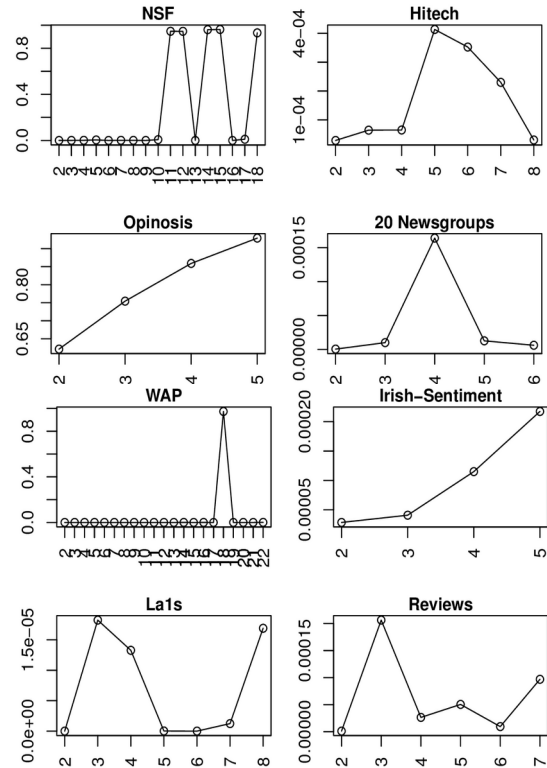 NSF
0.8
0.4
0.0
2 3 4 5 6 7 8 9 10 11 12 13 14 15 16 17 18
Hitech
4e−04
1e−04
2 3 4 5 6 7 8
Opinosis
0.80
0.65
2 3 4 5
20 Newsgroups
0.00015
0.00000
2 3 4 5 6
WAP
0.8
0.4
0.0
2 3 4 5 6 7 8 9 10 11 12 13 14 15 16 17 18 19 20 21 22
Irish−Sentiment
0.00020
0.00005
2 3 4 5
La1s
1.5e−05
0.0e+00
2 3 4 5 6 7 8
Reviews
0.00015
0.00000
2 3 4 5 6 7